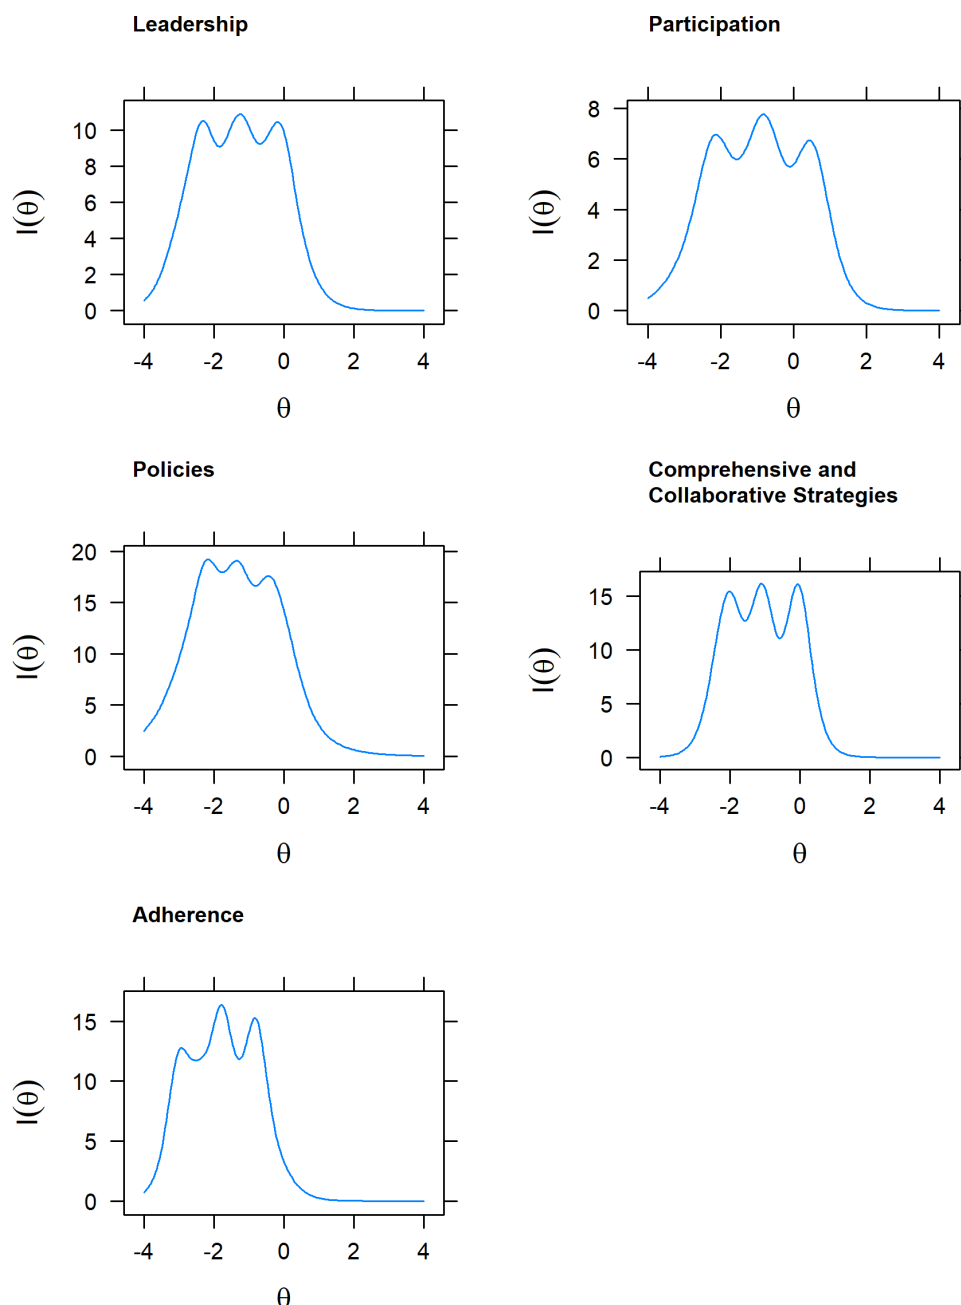 Leadership
10
8
6
4
2
0
I(θ)
-4 -2 0 2 4
θ
Participation
8
6
4
2
0
I(θ)
-4 -2 0 2 4
θ
Policies
20
15
10
5
0
I(θ)
-4 -2 0 2 4
θ
Comprehensive and
Collaborative Strategies
15
10
5
0
I(θ)
-4 -2 0 2 4
θ
Adherence
15
10
5
0
I(θ)
-4 -2 0 2 4
θ